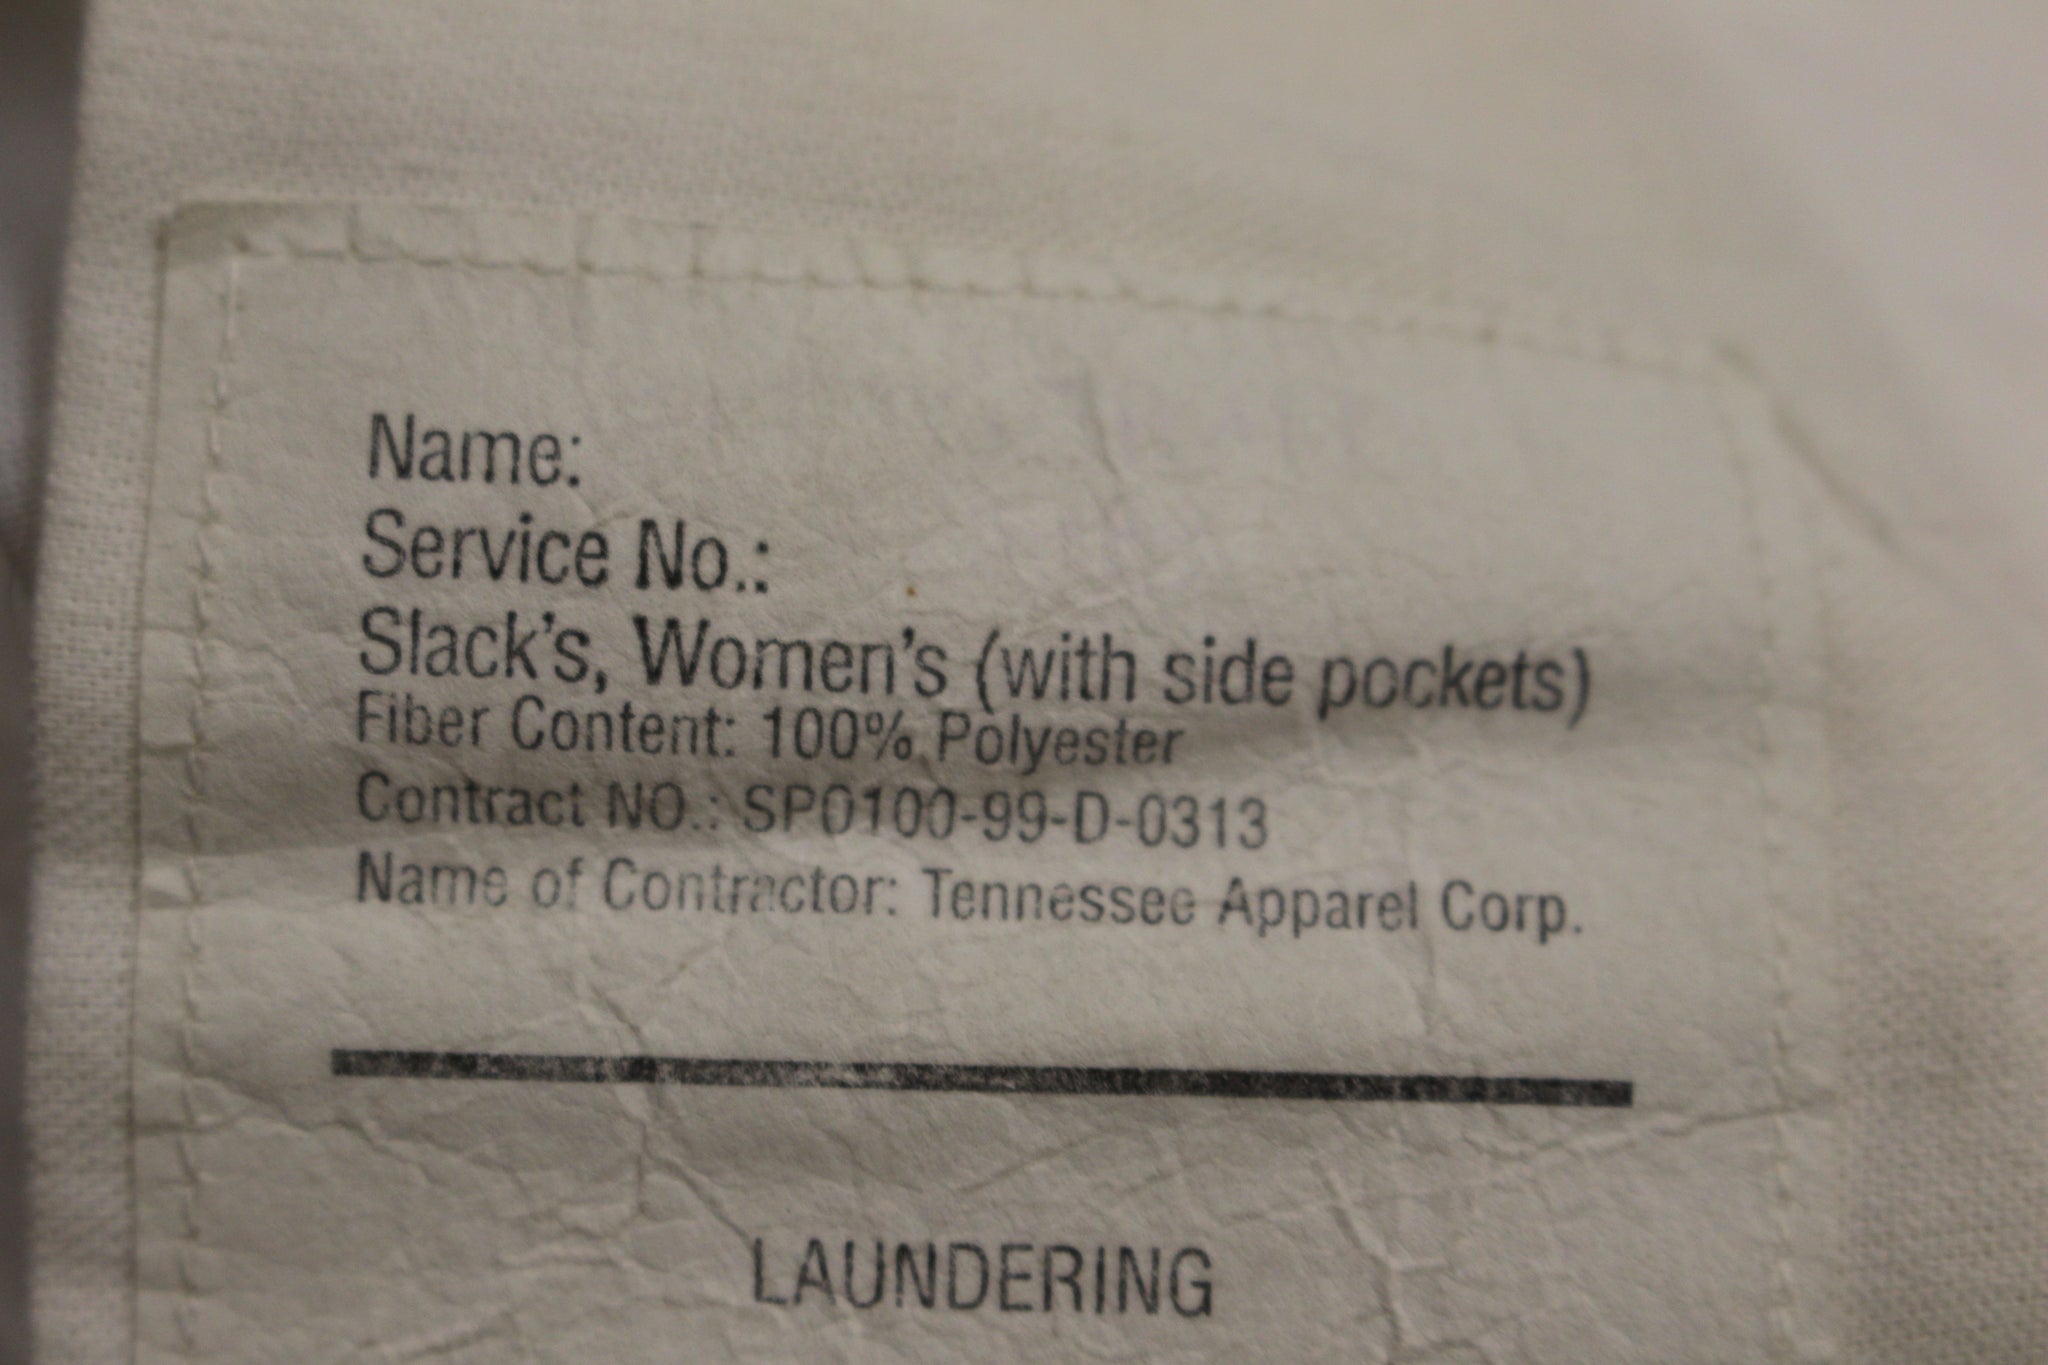 Name:
Service No.:
Slack's, Women's (with side pockets)
Fiber Content: 100% Polyester
Contract NO.: SP0100-99-D-0313
Name of Contractor: Tennessee Apparel Corp.
LAUNDERING